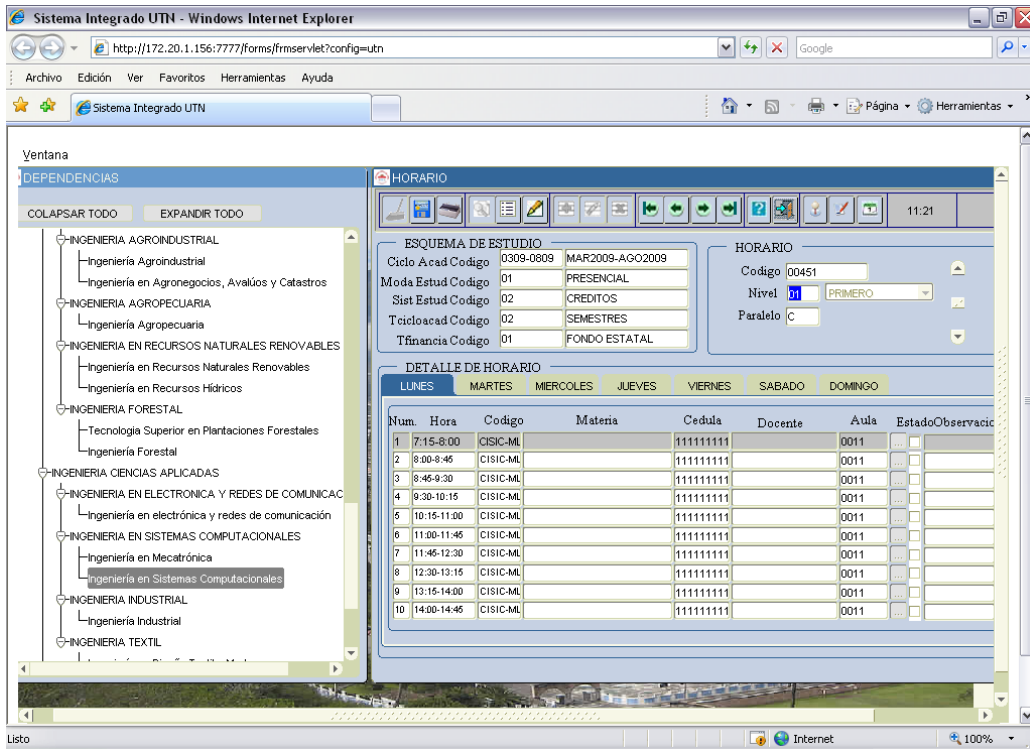 Sistema Integrado UTN - Windows Internet Explorer
http://172.20.1.156:7777/forms/frmservlet?config=utn
Google
Archivo Edición Ver Favoritos Herramientas Ayuda
Sistema Integrado UTN
Página Herramientas
Ventana
DEPENDENCIAS
COLAPSAR TODO EXPANDIR TODO
INGENIERIA AGROINDUSTRIAL
Ingeniería Agroindustrial
Ingeniería en Agronegocios, Avalúos y Catastros
INGENIERIA AGROPECUARIA
Ingeniería Agropecuaria
INGENIERIA EN RECURSOS NATURALES RENOVABLES
Ingeniería en Recursos Naturales Renovables
Ingeniería en Recursos Hídricos
INGENIERIA FORESTAL
Tecnologia Superior en Plantaciones Forestales
Ingeniería Forestal
INGENIERIA CIENCIAS APLICADAS
INGENIERIA EN ELECTRONICA Y REDES DE COMUNICAC
Ingeniería en electrónica y redes de comunicación
INGENIERIA EN SISTEMAS COMPUTACIONALES
Ingeniería en Mecatrónica
Ingeniería en Sistemas Computacionales
INGENIERIA INDUSTRIAL
Ingeniería Industrial
INGENIERIA TEXTIL
HORARIO
11:21
ESQUEMA DE ESTUDIO
Ciclo Acad Codigo 0309-0809 MAR2009-AGO2009
Moda Estud Codigo 01 PRESENCIAL
Sist Estud Codigo 02 CREDITOS
Tcicloacad Codigo 02 SEMESTRES
Tfinancia Codigo 01 FONDO ESTATAL
HORARIO
Codigo 00451
Nivel 01 PRIMERO
Paralelo C
DETALLE DE HORARIO
LUNES MARTES MIERCOLES JUEVES VIERNES SABADO DOMINGO
Num. Hora Codigo Materia Cedula Docente Aula Estado Observacio
1 7:15-8:00 CISIC-ML 111111111 0011 ...
2 8:00-8:45 CISIC-ML 111111111 0011 ...
3 8:45-9:30 CISIC-ML 111111111 0011 ...
4 9:30-10:15 CISIC-ML 111111111 0011 ...
5 10:15-11:00 CISIC-ML 111111111 0011 ...
6 11:00-11:45 CISIC-ML 111111111 0011 ...
7 11:45-12:30 CISIC-ML 111111111 0011 ...
8 12:30-13:15 CISIC-ML 111111111 0011 ...
9 13:15-14:00 CISIC-ML 111111111 0011 ...
10 14:00-14:45 CISIC-ML 111111111 0011 ...
Listo Internet 100%